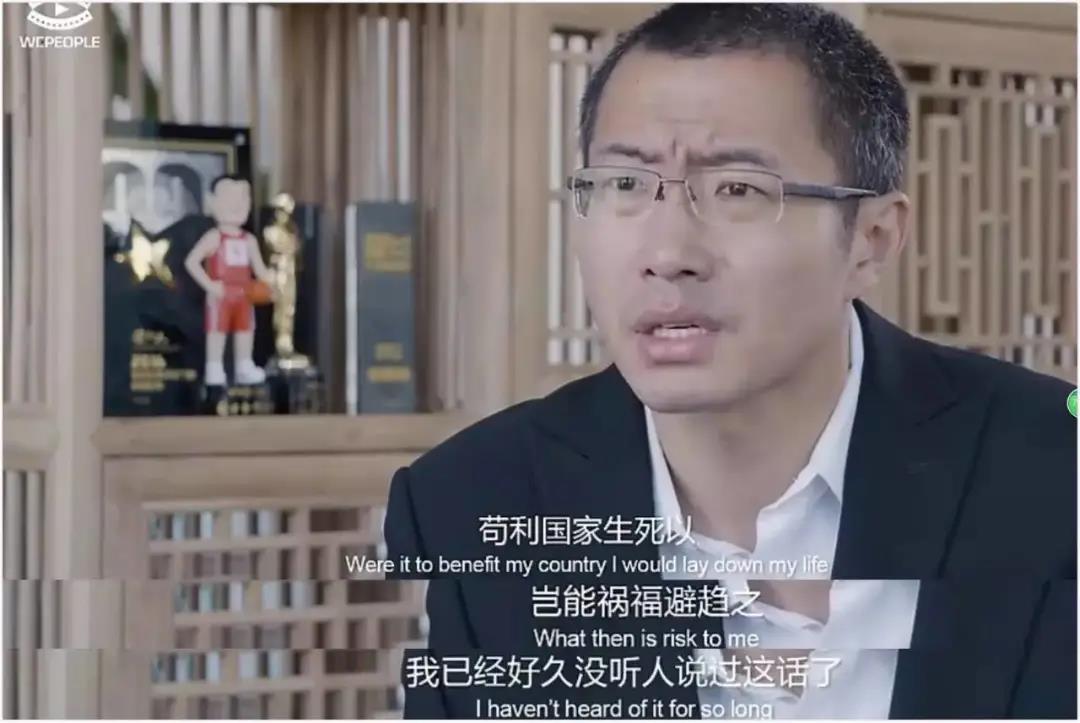 WCPEOPLE
苟利国家生死以
Were it to benefit my country I would lay down my life
岂能祸福避趋之
What then is risk to me
我已经好久没听人说过这话了
I haven't heard of it for so long